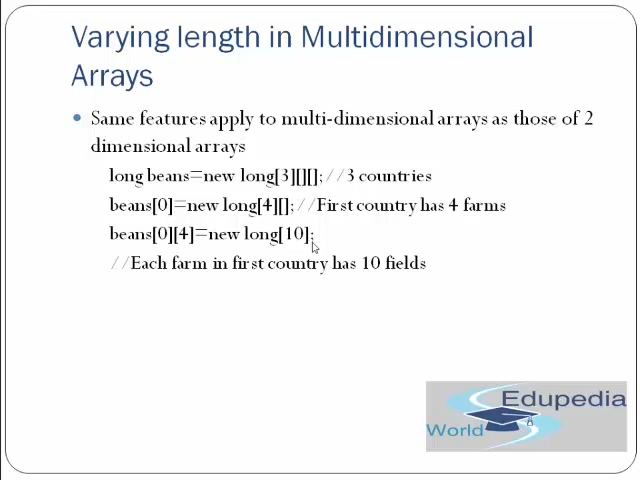 Varying length in Multidimensional
Arrays
Same features apply to multi-dimensional arrays as those of 2
dimensional arrays
long beans=new long[3][][]; //3 countries
beans[0]=new long[4][]; //First country has 4 farms
beans[0][4]=new long[10];
//Each farm in first country has 10 fields
Edupedia
World